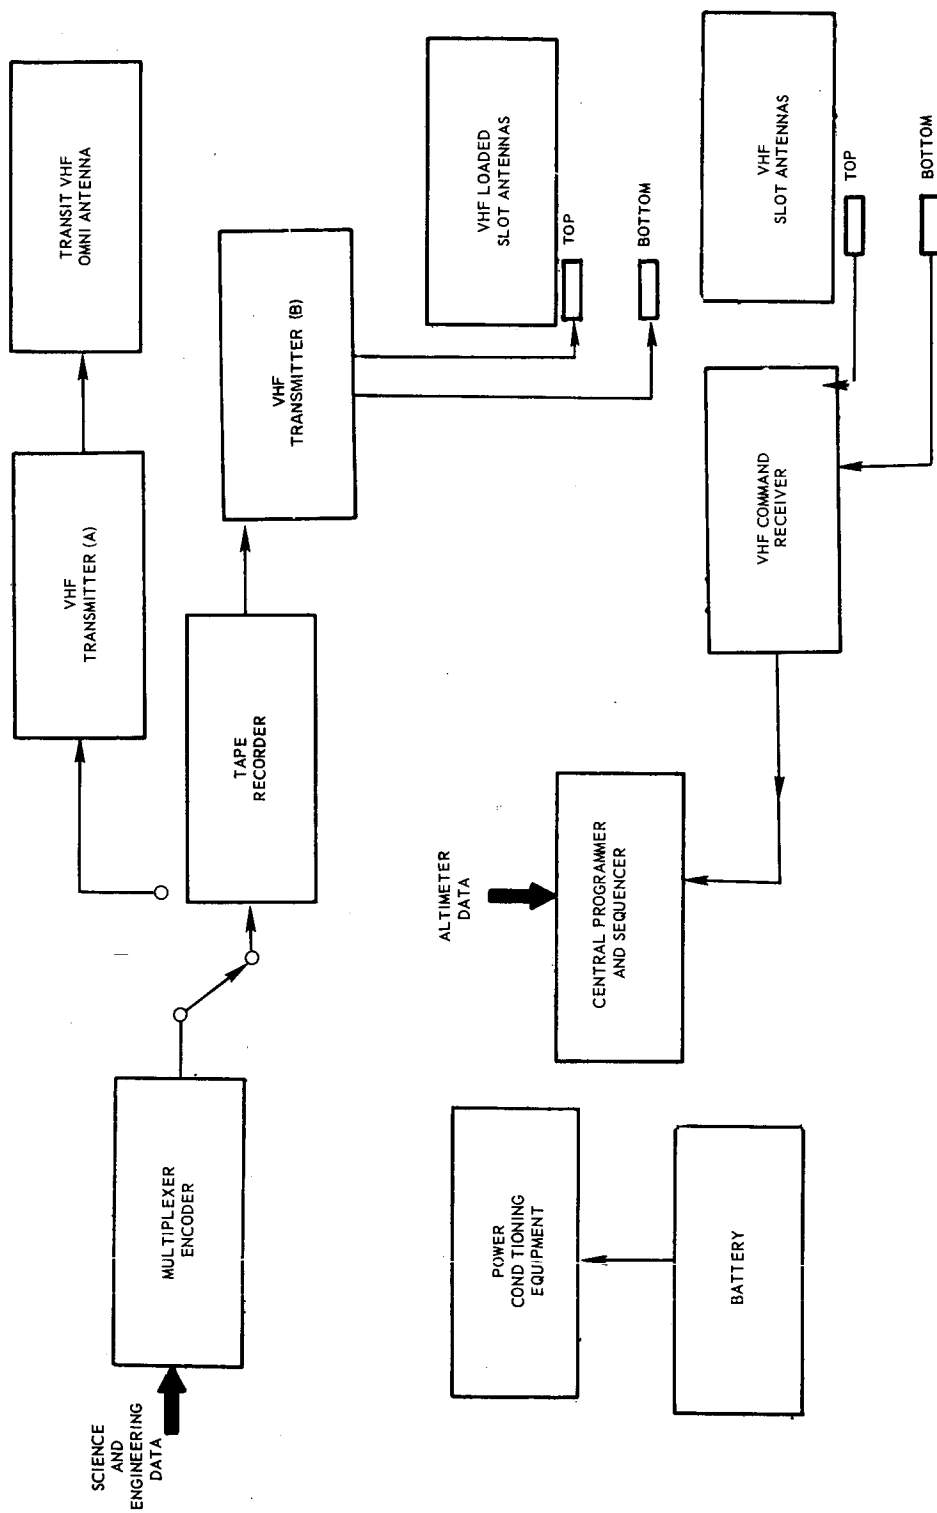 SCIENCE
AND
ENGINEERING
DATA
MULTIPLEXER
ENCODER
TAPE
RECORDER
VHF
TRANSMITTER (A)
TRANSIT VHF
OMNI ANTENNA
VHF
TRANSMITTER (B)
VHF LOADED
SLOT ANTENNAS
TOP
BOTTOM
POWER
CONDITIONING
EQUIPMENT
BATTERY
ALTIMETER
DATA
CENTRAL PROGRAMMER
AND SEQUENCER
VHF COMMAND
RECEIVER
VHF
SLOT ANTENNAS
TOP
BOTTOM